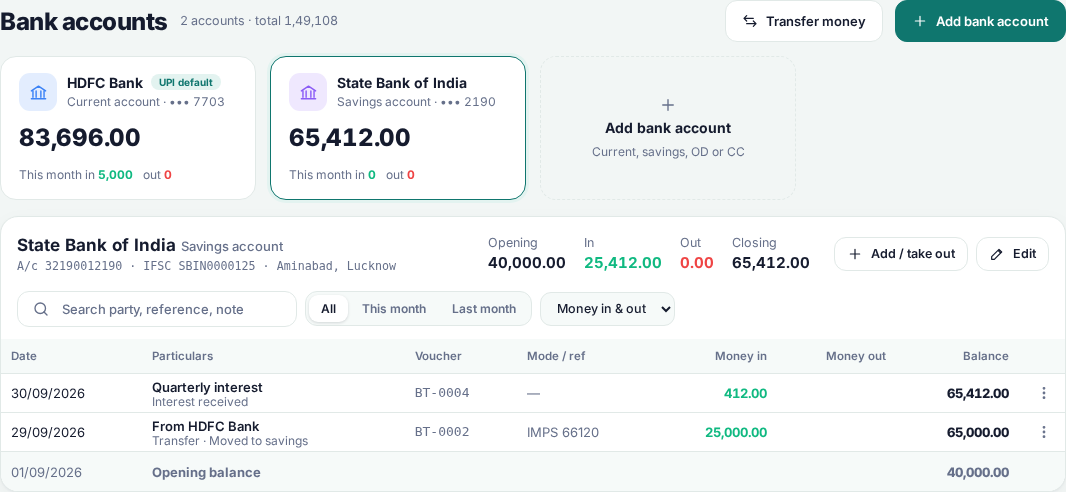 Bank accounts 2 accounts · total 1,49,108
Transfer money
Add bank account
HDFC Bank UPI default
Current account · ••• 7703
83,696.00
This month in 5,000 out 0
State Bank of India
Savings account · ••• 2190
65,412.00
This month in 0 out 0
Add bank account
Current, savings, OD or CC
State Bank of India Savings account
A/c 32190012190 · IFSC SBIN0000125 · Aminabad, Lucknow
Opening In Out Closing
40,000.00 25,412.00 0.00 65,412.00
Add / take out
Edit
Search party, reference, note
All This month Last month
Money in & out
Date Particulars Voucher Mode / ref Money in Money out Balance
30/09/2026 Quarterly interest BT-0004 — 412.00 65,412.00
Interest received
29/09/2026 From HDFC Bank BT-0002 IMPS 66120 25,000.00 65,000.00
Transfer · Moved to savings
01/09/2026 Opening balance 40,000.00